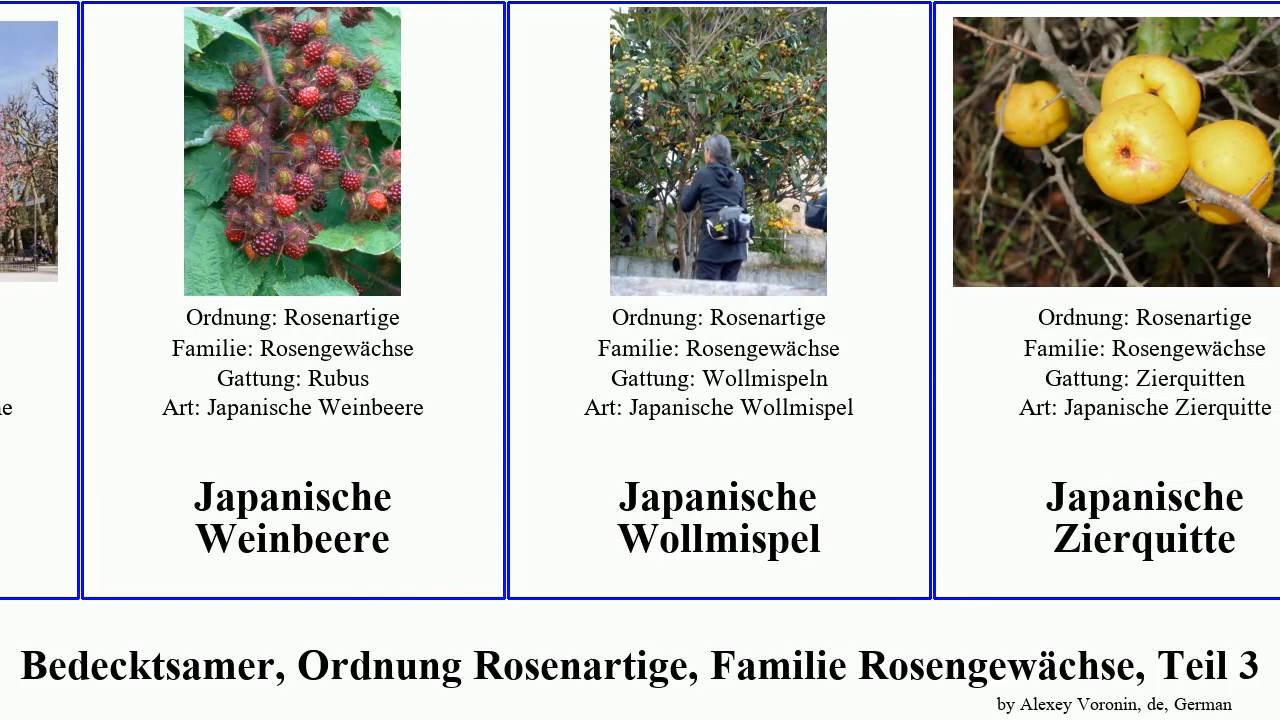 e
Ordnung: Rosenartige
Familie: Rosengewächse
Gattung: Rubus
Art: Japanische Weinbeere
Japanische
Weinbeere
Ordnung: Rosenartige
Familie: Rosengewächse
Gattung: Wollmispeln
Art: Japanische Wollmispel
Japanische
Wollmispel
Ordnung: Rosenartige
Familie: Rosengewächse
Gattung: Zierquitten
Art: Japanische Zierquitte
Japanische
Zierquitte
Bedecktsamer, Ordnung Rosenartige, Familie Rosengewächse, Teil 3
by Alexey Voronin, de, German